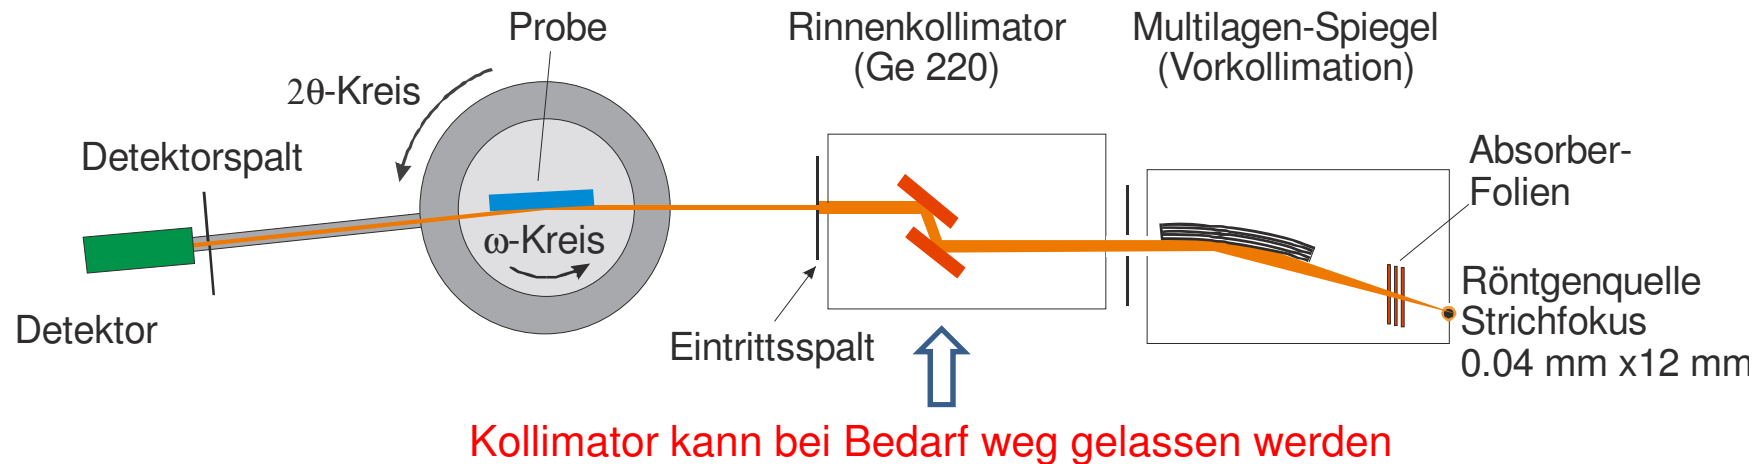 Probe
Rinnenkollimator
(Ge 220)
Multilagen-Spiegel
(Vorkollimation)
2θ-Kreis
Detektorspalt
Absorber-
Folien
ω-Kreis
Röntgenquelle
Strichfokus
0.04 mm x12 mm
Detektor
Eintrittsspalt
Kollimator kann bei Bedarf weg gelassen werden